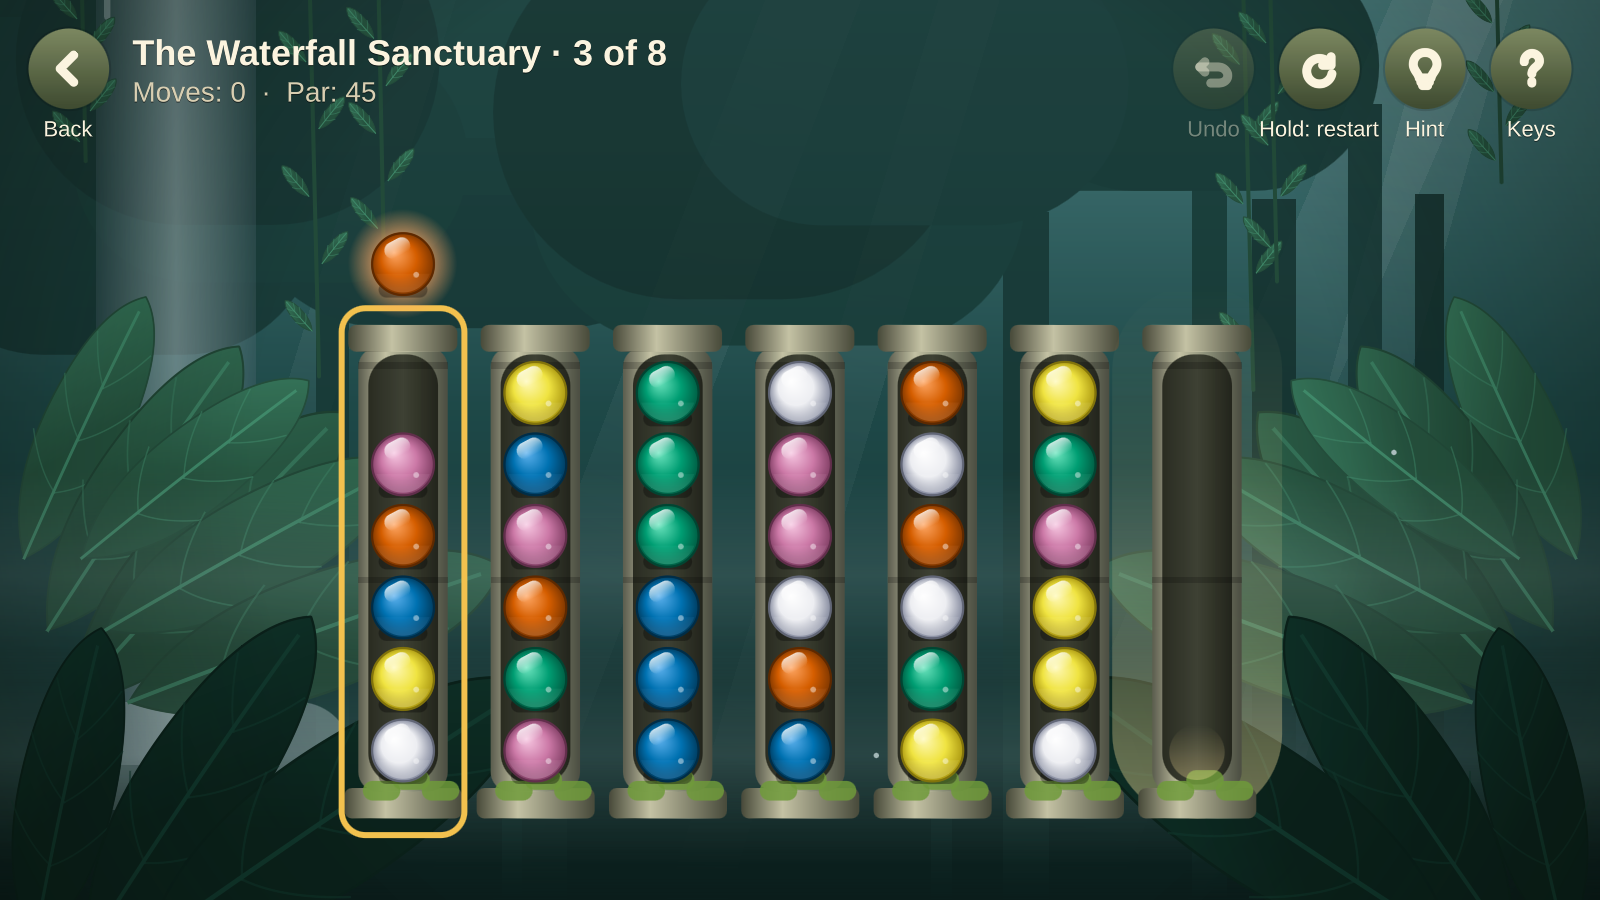 The Waterfall Sanctuary · 3 of 8
Moves: 0 · Par: 45
Back
Undo
Hold: restart
Hint
Keys